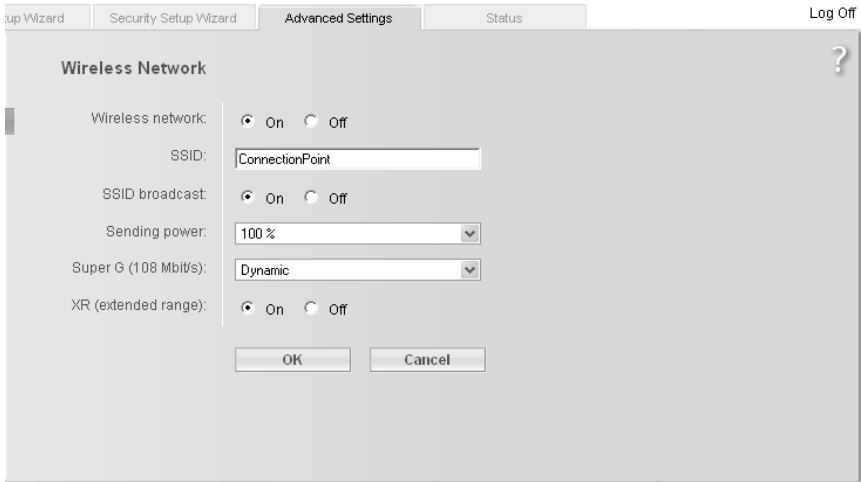 up Wizard Security Setup Wizard Advanced Settings Status Log Off
Wireless Network ?
Wireless network: On Off
SSID: ConnectionPoint
SSID broadcast: On Off
Sending power: 100 %
Super G (108 Mbit/s): Dynamic
XR (extended range): On Off
OK Cancel